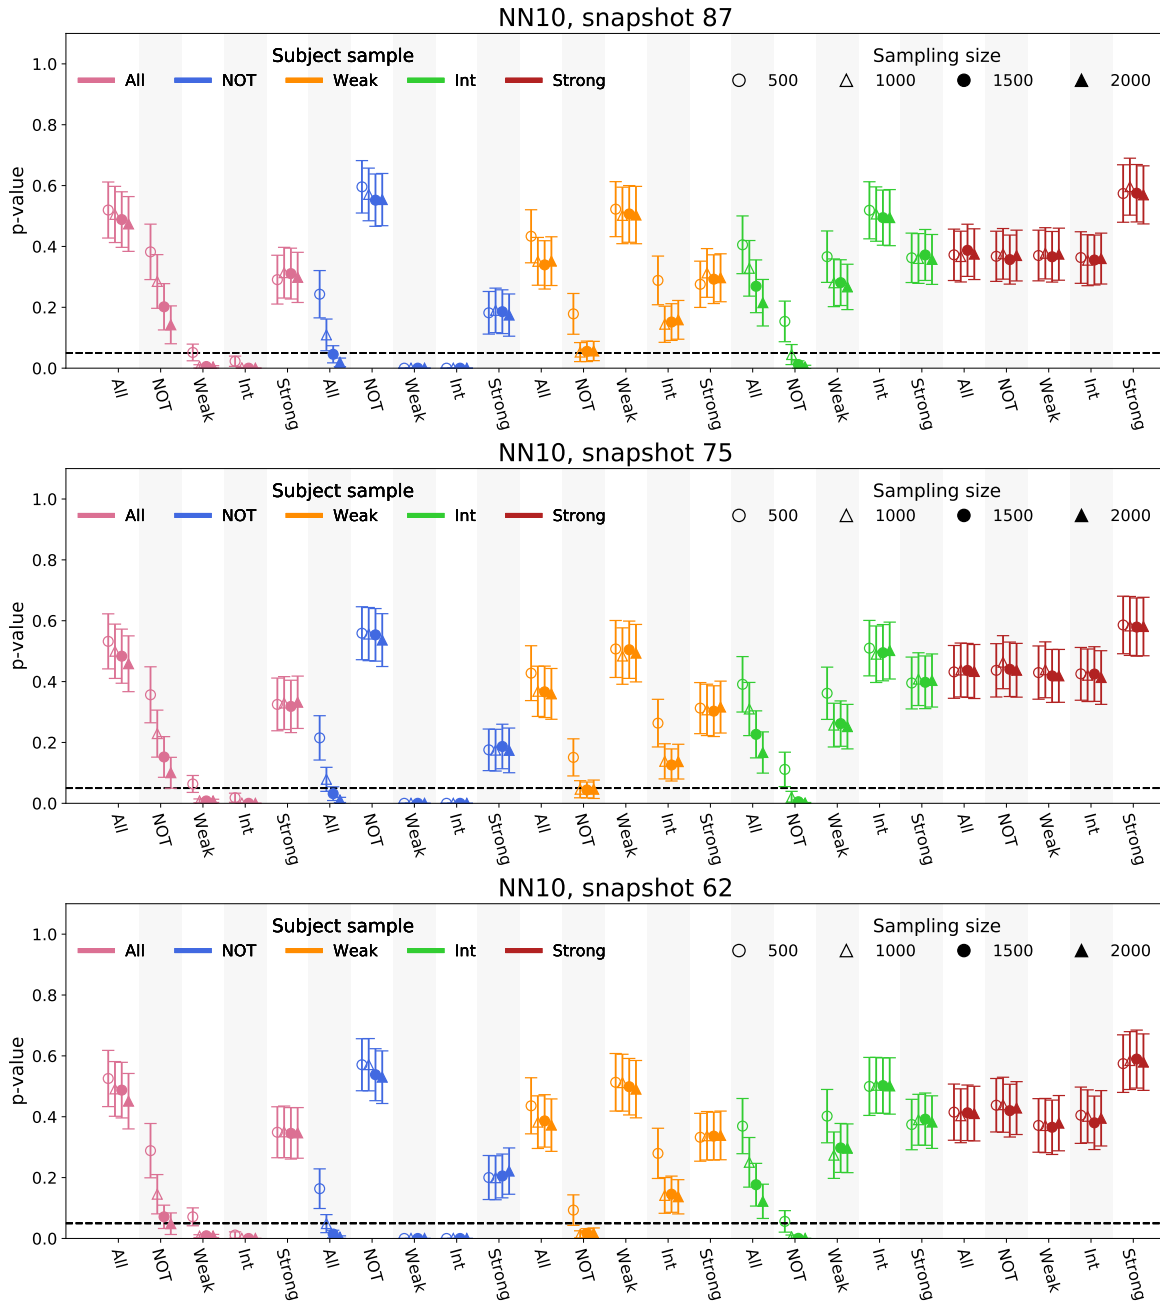 NN10, snapshot 87
Subject sample Sampling size
All NOT Weak Int Strong 500 1000 1500 2000
1.0
0.8
0.6
0.4
0.2
0.0
p-value
All NOT Weak Int Strong All NOT Weak Int Strong All NOT Weak Int Strong All NOT Weak Int Strong All NOT Weak Int Strong
NN10, snapshot 75
Subject sample Sampling size
All NOT Weak Int Strong 500 1000 1500 2000
1.0
0.8
0.6
0.4
0.2
0.0
p-value
All NOT Weak Int Strong All NOT Weak Int Strong All NOT Weak Int Strong All NOT Weak Int Strong All NOT Weak Int Strong
NN10, snapshot 62
Subject sample Sampling size
All NOT Weak Int Strong 500 1000 1500 2000
1.0
0.8
0.6
0.4
0.2
0.0
p-value
All NOT Weak Int Strong All NOT Weak Int Strong All NOT Weak Int Strong All NOT Weak Int Strong All NOT Weak Int Strong